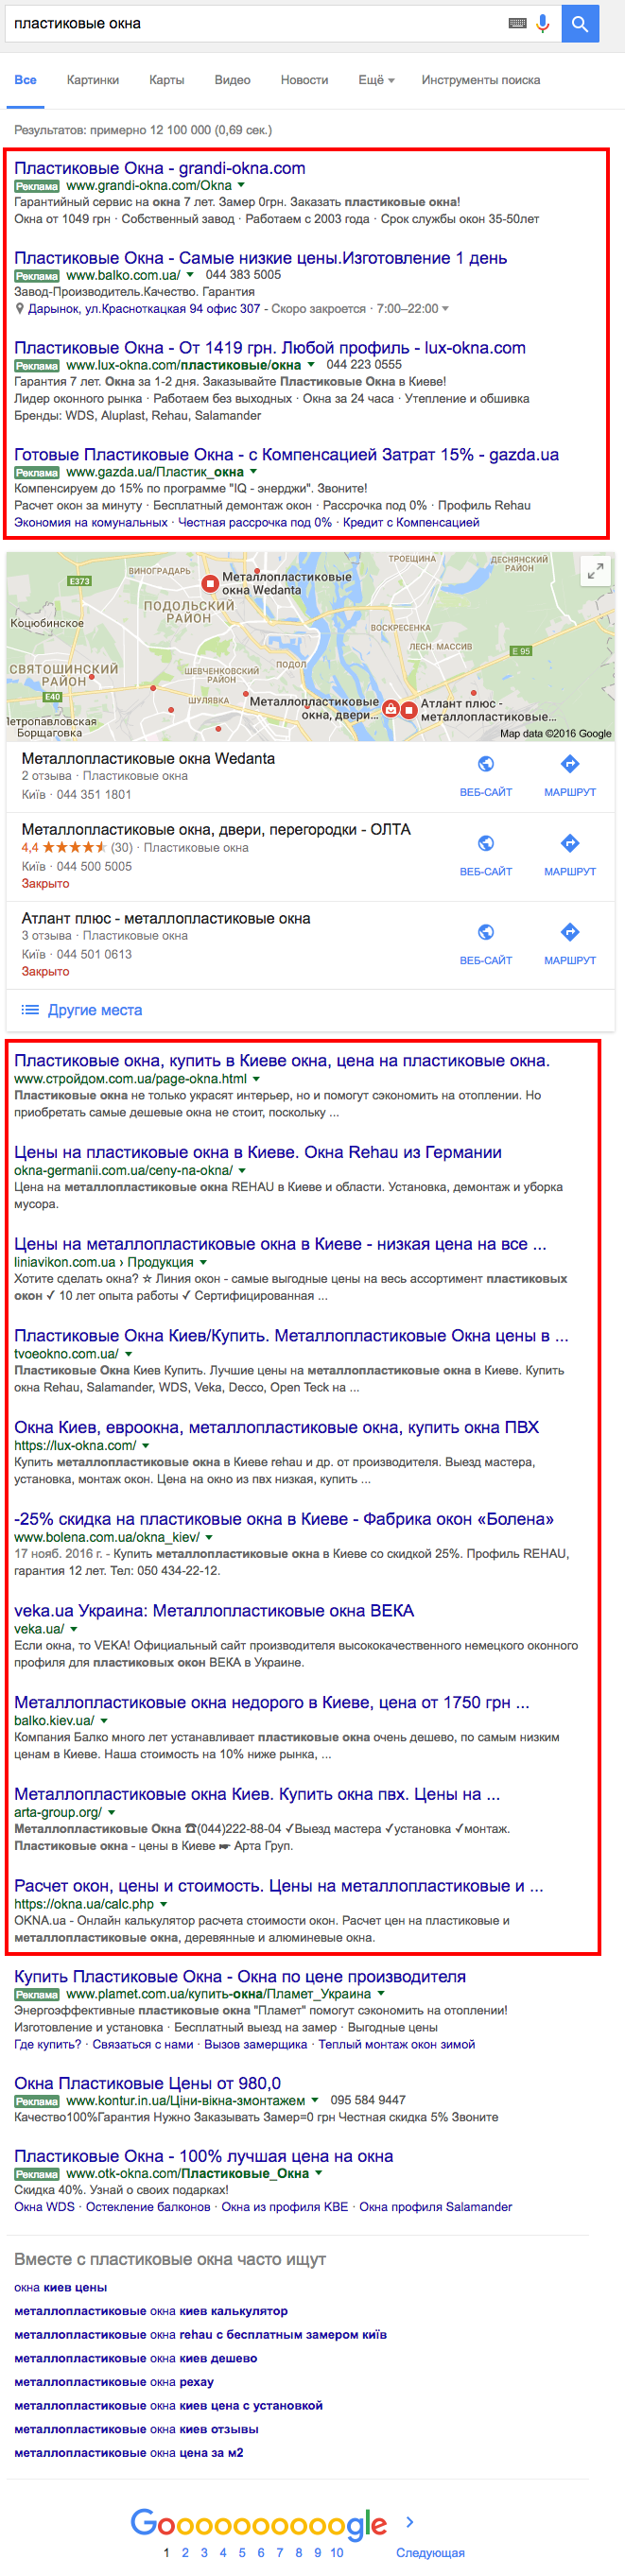 пластиковые окна
Все Картинки Карты Видео Новости Ещё Инструменты поиска
Результатов: примерно 12 100 000 (0,69 сек.)
Пластиковые Окна - grandi-okna.com
Реклама www.grandi-okna.com/Окна
Гарантийный сервис на окна 7 лет. Замер 0грн. Заказать пластиковые окна!
Окна от 1049 грн · Собственный завод · Работаем с 2003 года · Срок службы окон 35-50лет
Пластиковые Окна - Самые низкие цены.Изготовление 1 день
Реклама www.balko.com.ua/ 044 383 5005
Завод-Производитель.Качество. Гарантия
Дарынок, ул.Красноткацкая 94 офис 307 - Скоро закроется · 7:00–22:00
Пластиковые Окна - От 1419 грн. Любой профиль - lux-okna.com
Реклама www.lux-okna.com/пластиковые/окна 044 223 0555
Гарантия 7 лет. Окна за 1-2 дня. Заказывайте Пластиковые Окна в Киеве!
Лидер оконного рынка · Работаем без выходных · Окна за 24 часа · Утепление и обшивка
Бренды: WDS, Aluplast, Rehau, Salamander
Готовые Пластиковые Окна - с Компенсацией Затрат 15% - gazda.ua
Реклама www.gazda.ua/Пластик_окна
Компенсируем до 15% по программе "IQ - энерджи". Звоните!
Расчет окон за минуту · Бесплатный демонтаж окон · Рассрочка под 0% · Профиль Rehau
Экономия на комунальных · Честная рассрочка под 0% · Кредит с Компенсацией
ТРОЕЩИНА
ДЕСНЯНСКИЙ
РАЙОН
ВИНОГРАДАРЬ
E373
Металлопластиковые
окна Wedanta
ПОДОЛЬСКИЙ
РАЙОН
Коцюбинское
ВОСКРЕСЕНКА
ЛЕСН. МАССИВ
E 95
СВЯТОШИНСКИЙ
РАЙОН
ПОДОЛ
ШЕВЧЕНКОВСКИЙ
РАЙОН
E40
ШУЛЯВКА
Металлопластиковые
окна, двери...
Атлант плюс -
металлопластиковые...
Петропавловская
Борщаговка
Map data ©2016 Google
Металлопластиковые окна Wedanta
2 отзыва · Пластиковые окна
Київ · 044 351 1801
ВЕБ-САЙТ МАРШРУТ
Металлопластиковые окна, двери, перегородки - ОЛТА
4,4 (30) · Пластиковые окна
Київ · 044 500 5005
Закрыто
ВЕБ-САЙТ МАРШРУТ
Атлант плюс - металлопластиковые окна
3 отзыва · Пластиковые окна
Київ · 044 501 0613
Закрыто
ВЕБ-САЙТ МАРШРУТ
Другие места
Пластиковые окна, купить в Киеве окна, цена на пластиковые окна.
www.стройдом.com.ua/page-okna.html
Пластиковые окна не только украсят интерьер, но и помогут сэкономить на отоплении. Но
приобретать самые дешевые окна не стоит, поскольку ...
Цены на пластиковые окна в Киеве. Окна Rehau из Германии
okna-germanii.com.ua/ceny-na-okna/
Цена на металлопластиковые окна REHAU в Киеве и области. Установка, демонтаж и уборка
мусора.
Цены на металлопластиковые окна в Киеве - низкая цена на все ...
liniavikon.com.ua › Продукция
Хотите сделать окна? ☆ Линия окон - самые выгодные цены на весь ассортимент пластиковых
окон ✓ 10 лет опыта работы ✓ Сертифицированная ...
Пластиковые Окна Киев/Купить. Металлопластиковые Окна цены в ...
tvoeokno.com.ua/
Пластиковые Окна Киев Купить. Лучшие цены на металлопластиковые окна в Киеве. Купить
окна Rehau, Salamander, WDS, Veka, Decco, Open Teck на ...
Окна Киев, евроокна, металлопластиковые окна, купить окна ПВХ
https://lux-okna.com/
Купить металлопластиковые окна в Киеве rehau и др. от производителя. Выезд мастера,
установка, монтаж окон. Цена на окно из пвх низкая, купить ...
-25% скидка на пластиковые окна в Киеве - Фабрика окон «Болена»
www.bolena.com.ua/okna_kiev/
17 нояб. 2016 г. - Купить металлопластиковые окна в Киеве со скидкой 25%. Профиль REHAU,
гарантия 12 лет. Тел: 050 434-22-12.
veka.ua Украина: Металлопластиковые окна ВЕКА
veka.ua/
Если окна, то VEKA! Официальный сайт производителя высококачественного немецкого оконного
профиля для пластиковых окон ВЕКА в Украине.
Металлопластиковые окна недорого в Киеве, цена от 1750 грн ...
balko.kiev.ua/
Компания Балко много лет устанавливает пластиковые окна очень дешево, по самым низким
ценам в Киеве. Наша стоимость на 10% ниже рынка, ...
Металлопластиковые окна Киев. Купить окна пвх. Цены на ...
arta-group.org/
Металлопластиковые Окна ☎(044)222-88-04 ✓Выезд мастера ✓установка ✓монтаж.
Пластиковые окна - цены в Киеве ☛ Арта Груп.
Расчет окон, цены и стоимость. Цены на металлопластиковые и ...
https://okna.ua/calc.php
OKNA.ua - Онлайн калькулятор расчета стоимости окон. Расчет цен на пластиковые и
металлопластиковые окна, деревянные и алюминевые окна.
Купить Пластиковые Окна - Окна по цене производителя
Реклама www.plamet.com.ua/купить-окна/Пламет_Украина
Энергоэффективные пластиковые окна "Пламет" помогут сэкономить на отоплении!
Изготовление и установка · Бесплатный выезд на замер · Выгодные цены
Где купить? · Связаться с нами · Вызов замерщика · Теплый монтаж окон зимой
Окна Пластиковые Цены от 980,0
Реклама www.kontur.in.ua/Ціни-вікна-змонтажем 095 584 9447
Качество100%Гарантия Нужно Заказывать Замер=0 грн Честная скидка 5% Звоните
Пластиковые Окна - 100% лучшая цена на окна
Реклама www.otk-okna.com/Пластиковые_Окна
Скидка 40%. Узнай о своих подарках!
Окна WDS · Остекление балконов · Окна из профиля KBE · Окна профиля Salamander
Вместе с пластиковые окна часто ищут
окна киев цены
металлопластиковые окна киев калькулятор
металлопластиковые окна rehau с бесплатным замером київ
металлопластиковые окна киев дешево
металлопластиковые окна рехау
металлопластиковые окна киев цена с установкой
металлопластиковые окна киев отзывы
металлопластиковые окна цена за м2
Goooooooooogle
1 2 3 4 5 6 7 8 9 10 Следующая